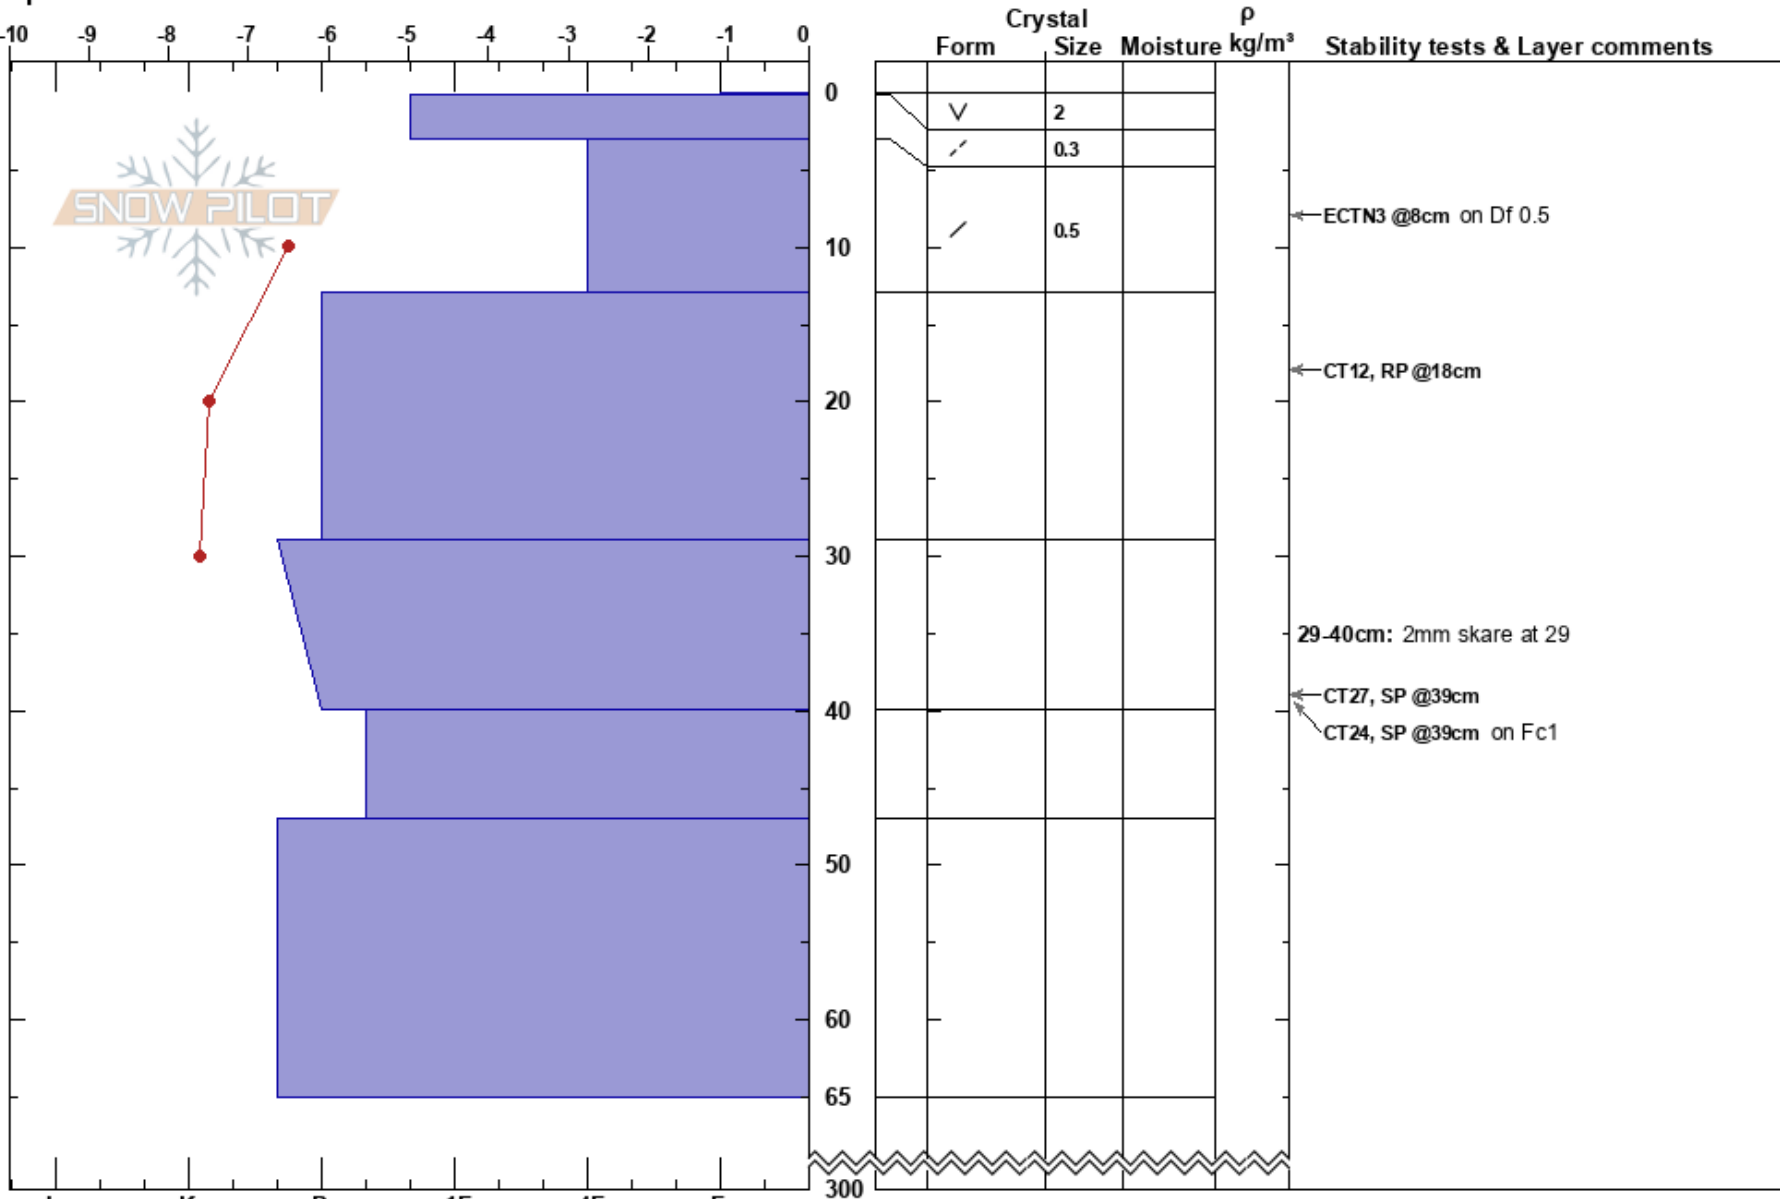 Crystal ρ
-10 -9 -8 -7 -6 -5 -4 -3 -2 -1 0 Form Size Moisture kg/m³ Stability tests & Layer comments
0
2
0.3
SNOW PILOT
ECTN3 @8cm on Df 0.5
0.5
10
CT12, RP @18cm
20
30
29-40cm: 2mm skare at 29
CT27, SP @39cm
40
CT24, SP @39cm on Fc1
50
60
65
300